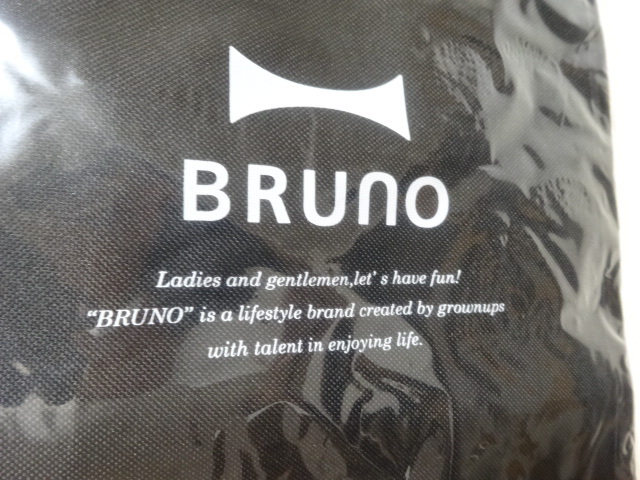 BRUNO
Ladies and gentlemen,let's have fun!
“BRUNO” is a lifestyle brand created by grownups
with talent in enjoying life.